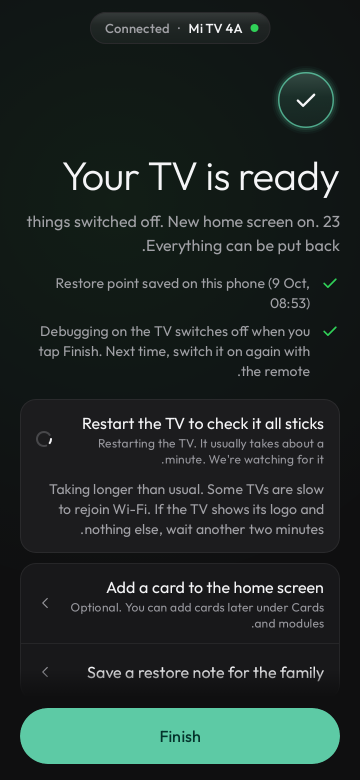 Connected · Mi TV 4A
Your TV is ready
things switched off. New home screen on. 23
.Everything can be put back
Restore point saved on this phone (9 Oct,
08:53)
Debugging on the TV switches off when you
tap Finish. Next time, switch it on again with
.the remote
Restart the TV to check it all sticks
Restarting the TV. It usually takes about a
.minute. We're watching for it
Taking longer than usual. Some TVs are slow
to rejoin Wi-Fi. If the TV shows its logo and
.nothing else, wait another two minutes
Add a card to the home screen
Optional. You can add cards later under Cards
.and modules
Save a restore note for the family
Finish